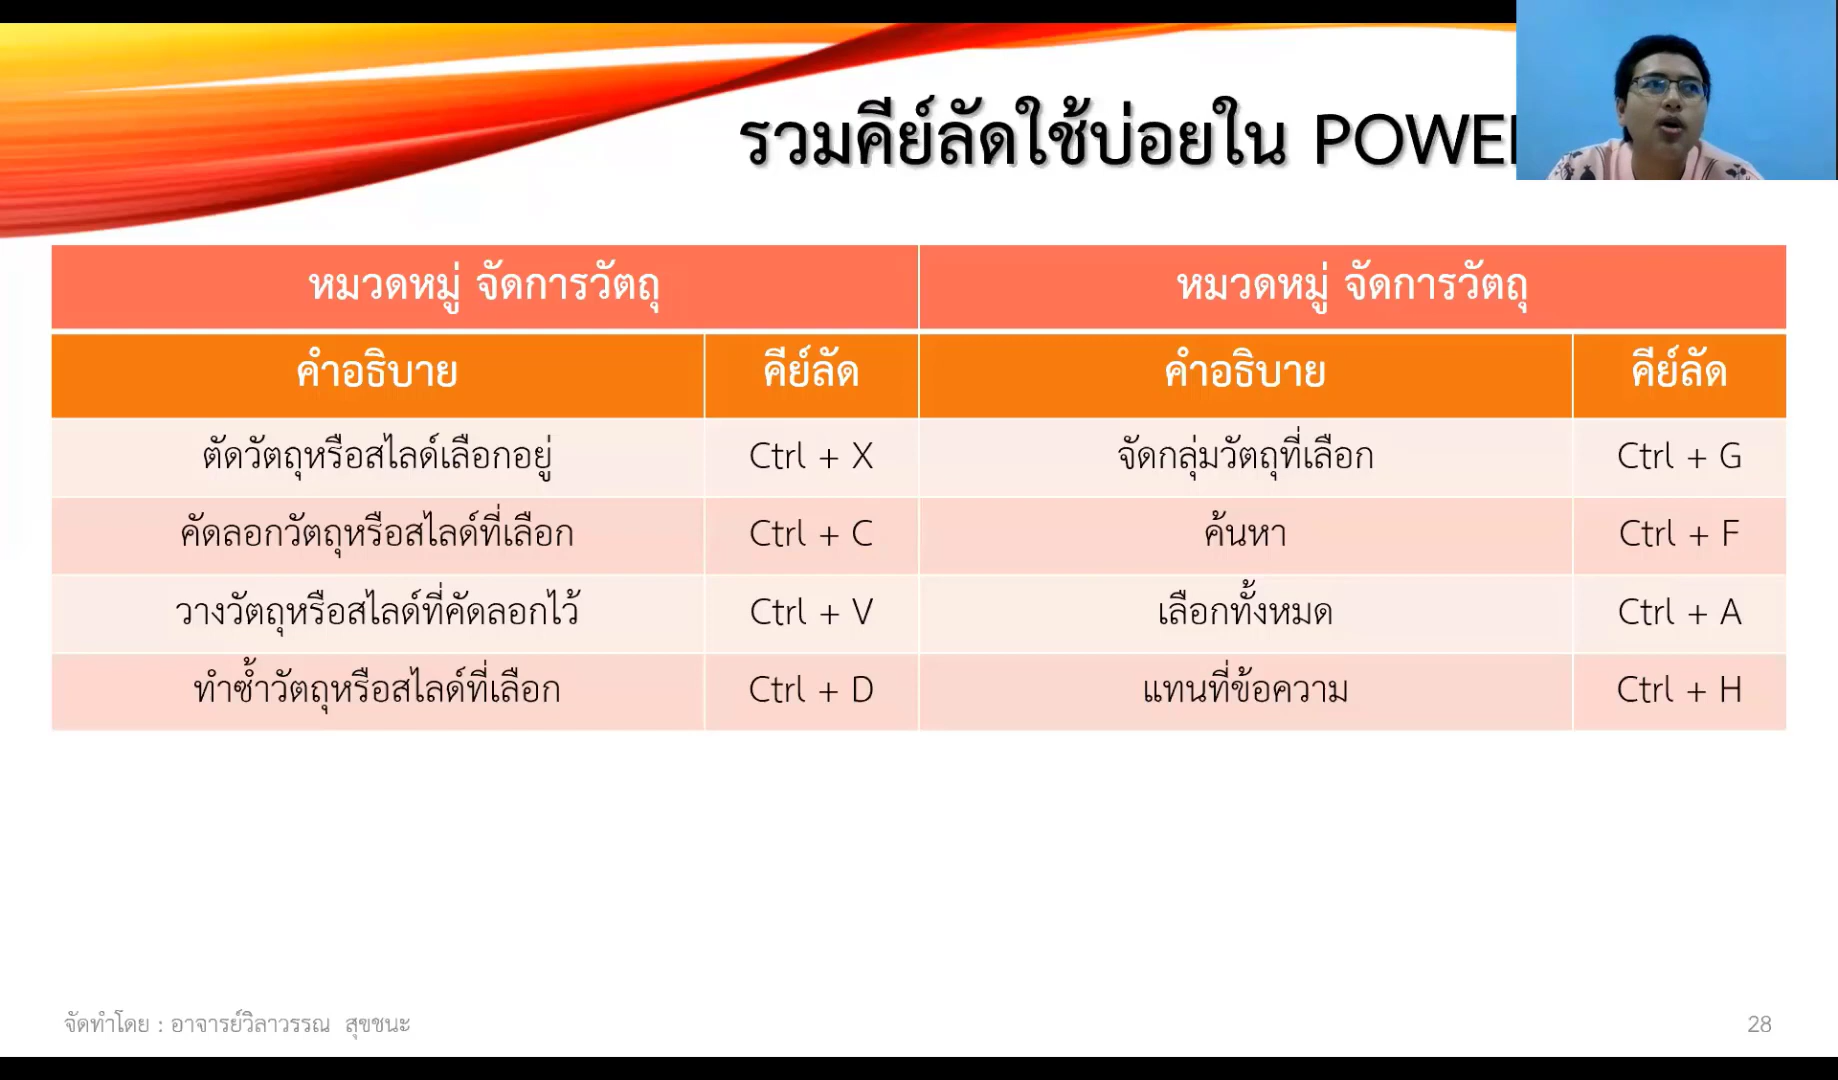 รวมคีย์ลัดใช้บ่อยใน
หมวดหมู่ จัดการวัตถุ หมวดหมู่ จัดการวัตถุ
คำอธิบาย คีย์ลัด คำอธิบาย คีย์ลัด
ตัดวัตถุหรือสไลด์เลือกอยู่ Ctrl + X จัดกลุ่มวัตถุที่เลือก Ctrl + G
คัดลอกวัตถุหรือสไลด์ที่เลือก Ctrl + C ค้นหา Ctrl + F
วางวัตถุหรือสไลด์ที่คัดลอกไว้ Ctrl + V เลือกทั้งหมด Ctrl + A
ทำซ้ำวัตถุหรือสไลด์ที่เลือก Ctrl + D แทนที่ข้อความ Ctrl + H
จัดทำโดย : อาจารย์วิลาวรรณ สุขชนะ 28